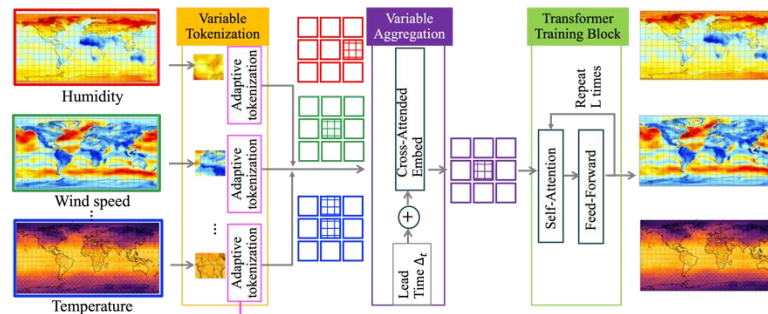 Variable
Tokenization
Variable
Aggregation
Transformer
Training Block
Humidity
Wind speed
⋮
Temperature
Adaptive
tokenization
⋮
Adaptive
tokenization
...
Adaptive
tokenization
Cross-Attended
Embed
+
Lead
Time Δt
Repeat
L times
Self-Attention
Feed-Forward